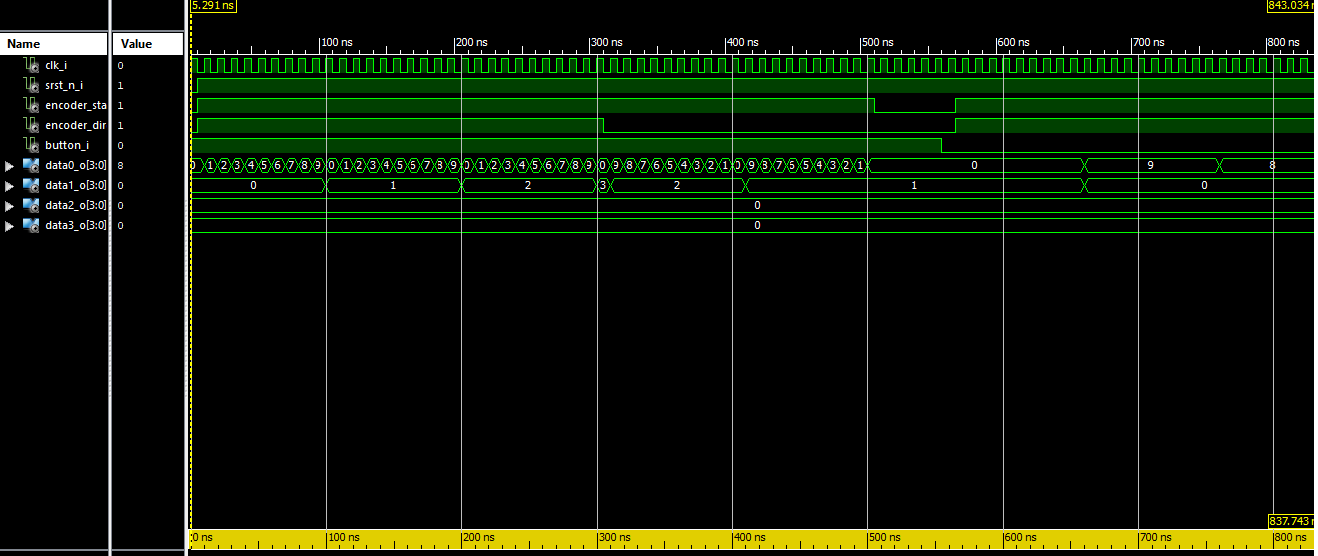 5.291 ns
843.034 n
Name Value
100 ns 200 ns 300 ns 400 ns 500 ns 600 ns 700 ns 800 ns
clk_i 0
srst_n_i 1
encoder_sta 1
encoder_dir 1
button_i 0
data0_o[3:0] 8 0 1 2 3 4 5 6 7 8 9 0 1 2 3 4 5 6 7 8 9 0 1 2 3 4 5 6 7 8 9 0 9 8 7 6 5 4 3 2 1 0 9 8 7 6 5 4 3 2 1 0 9 8
data1_o[3:0] 0 0 1 2 3 2 1 0
data2_o[3:0] 0 0
data3_o[3:0] 0 0
837.743 n
0 ns 100 ns 200 ns 300 ns 400 ns 500 ns 600 ns 700 ns 800 ns